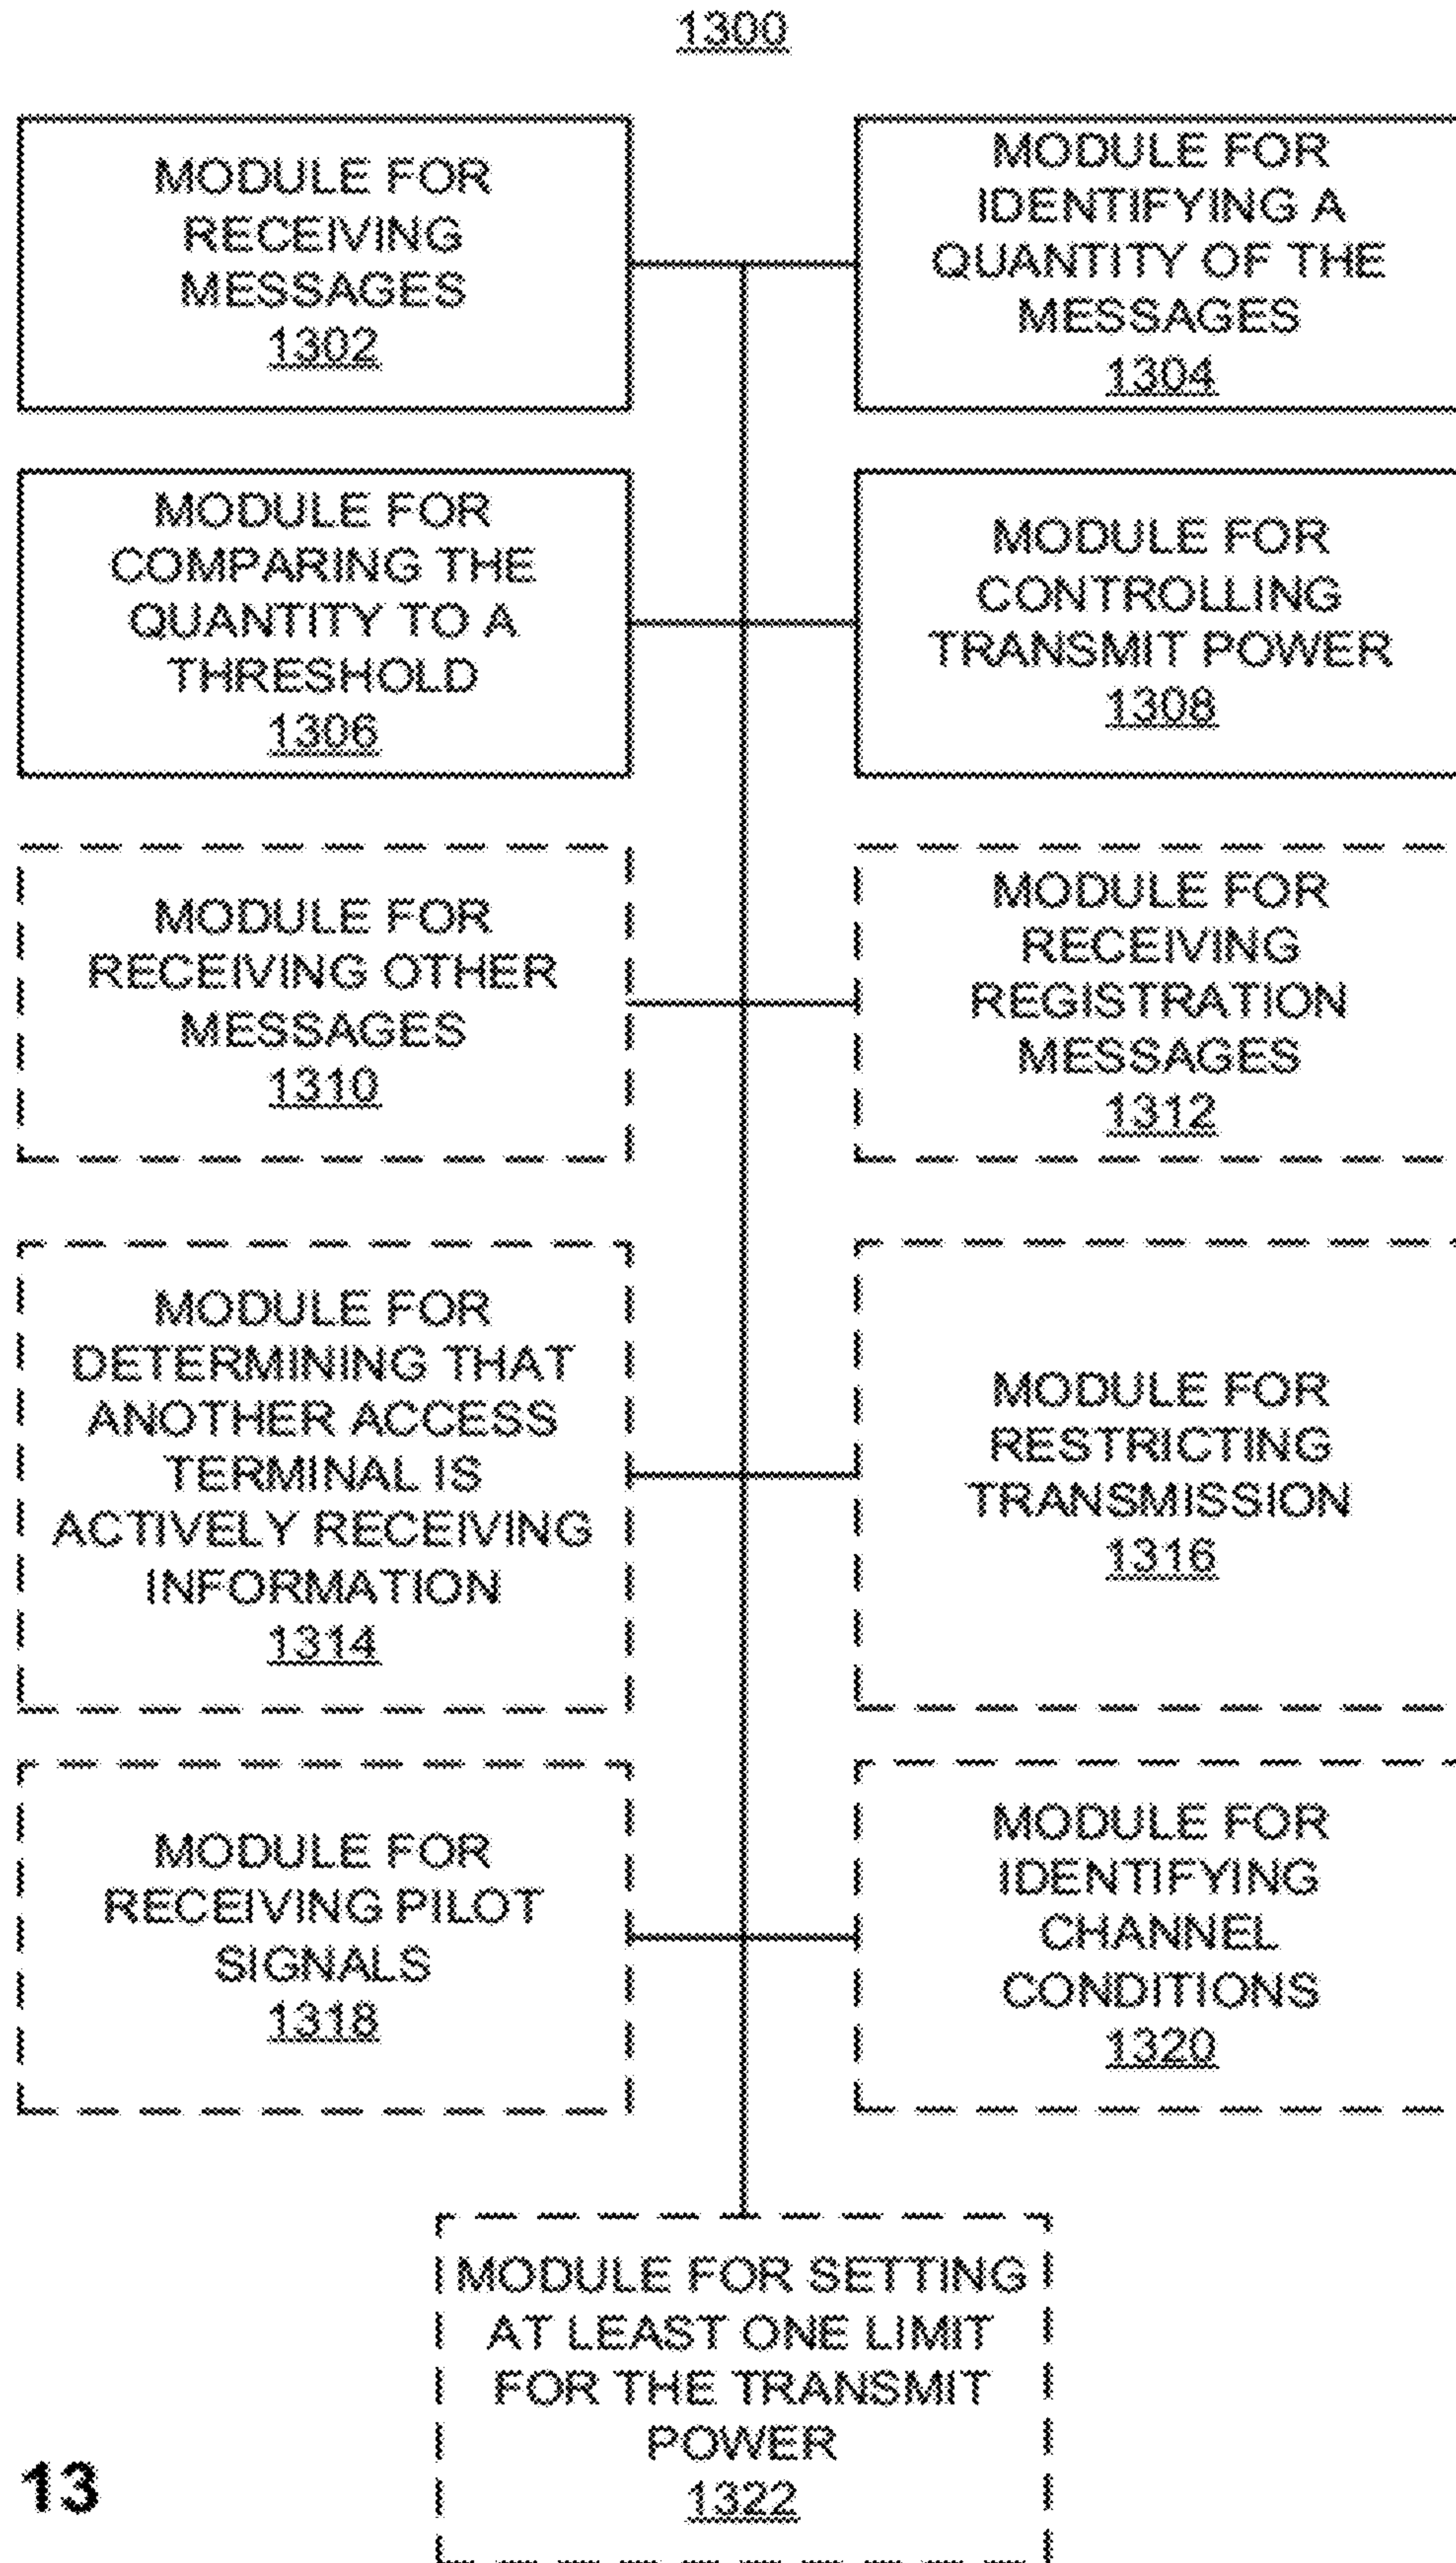 1300
MODULE FOR
RECEIVING
MESSAGES
1302
MODULE FOR
IDENTIFYING A
QUANTITY OF THE
MESSAGES
1304
MODULE FOR
COMPARING THE
QUANTITY TO A
THRESHOLD
1306
MODULE FOR
CONTROLLING
TRANSMIT POWER
1308
MODULE FOR
RECEIVING OTHER
MESSAGES
1310
MODULE FOR
RECEIVING
REGISTRATION
MESSAGES
1312
MODULE FOR
DETERMINING THAT
ANOTHER ACCESS
TERMINAL IS
ACTIVELY RECEIVING
INFORMATION
1314
MODULE FOR
RESTRICTING
TRANSMISSION
1316
MODULE FOR
RECEIVING PILOT
SIGNALS
1318
MODULE FOR
IDENTIFYING
CHANNEL
CONDITIONS
1320
MODULE FOR SETTING
AT LEAST ONE LIMIT
FOR THE TRANSMIT
POWER
1322
13